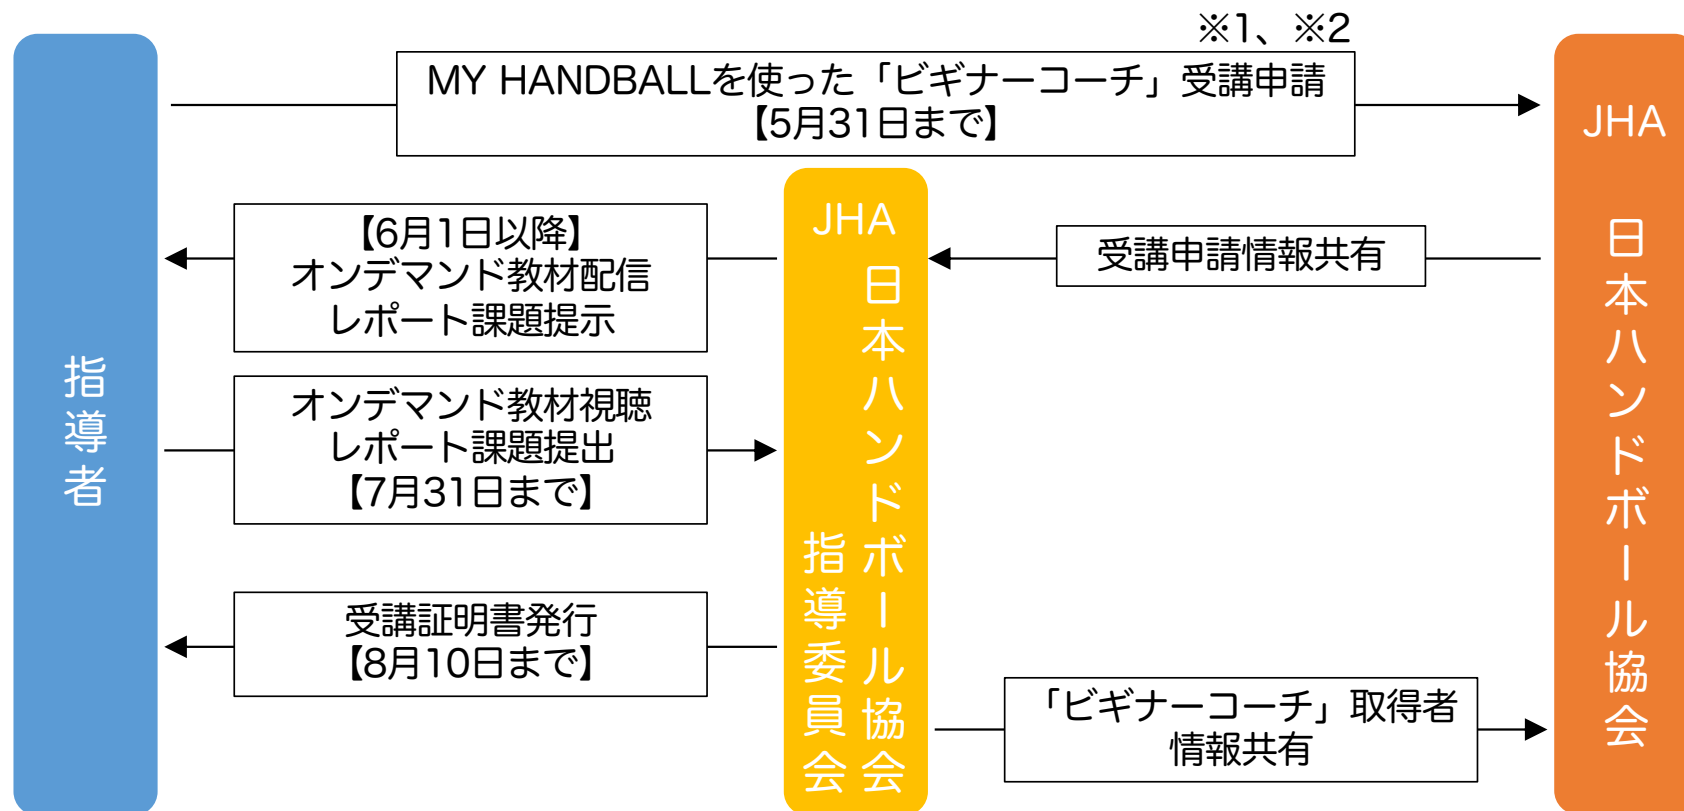 ※1、※2
MY HANDBALLを使った「ビギナーコーチ」受講申請
【5月31日まで】
指導者
【6月1日以降】
オンデマンド教材配信
レポート課題提示
オンデマンド教材視聴
レポート課題提出
【7月31日まで】
受講証明書発行
【8月10日まで】
JHA
日本ハンドボール協会
指導委員会
受講申請情報共有
「ビギナーコーチ」取得者
情報共有
JHA
日本ハンドボール協会